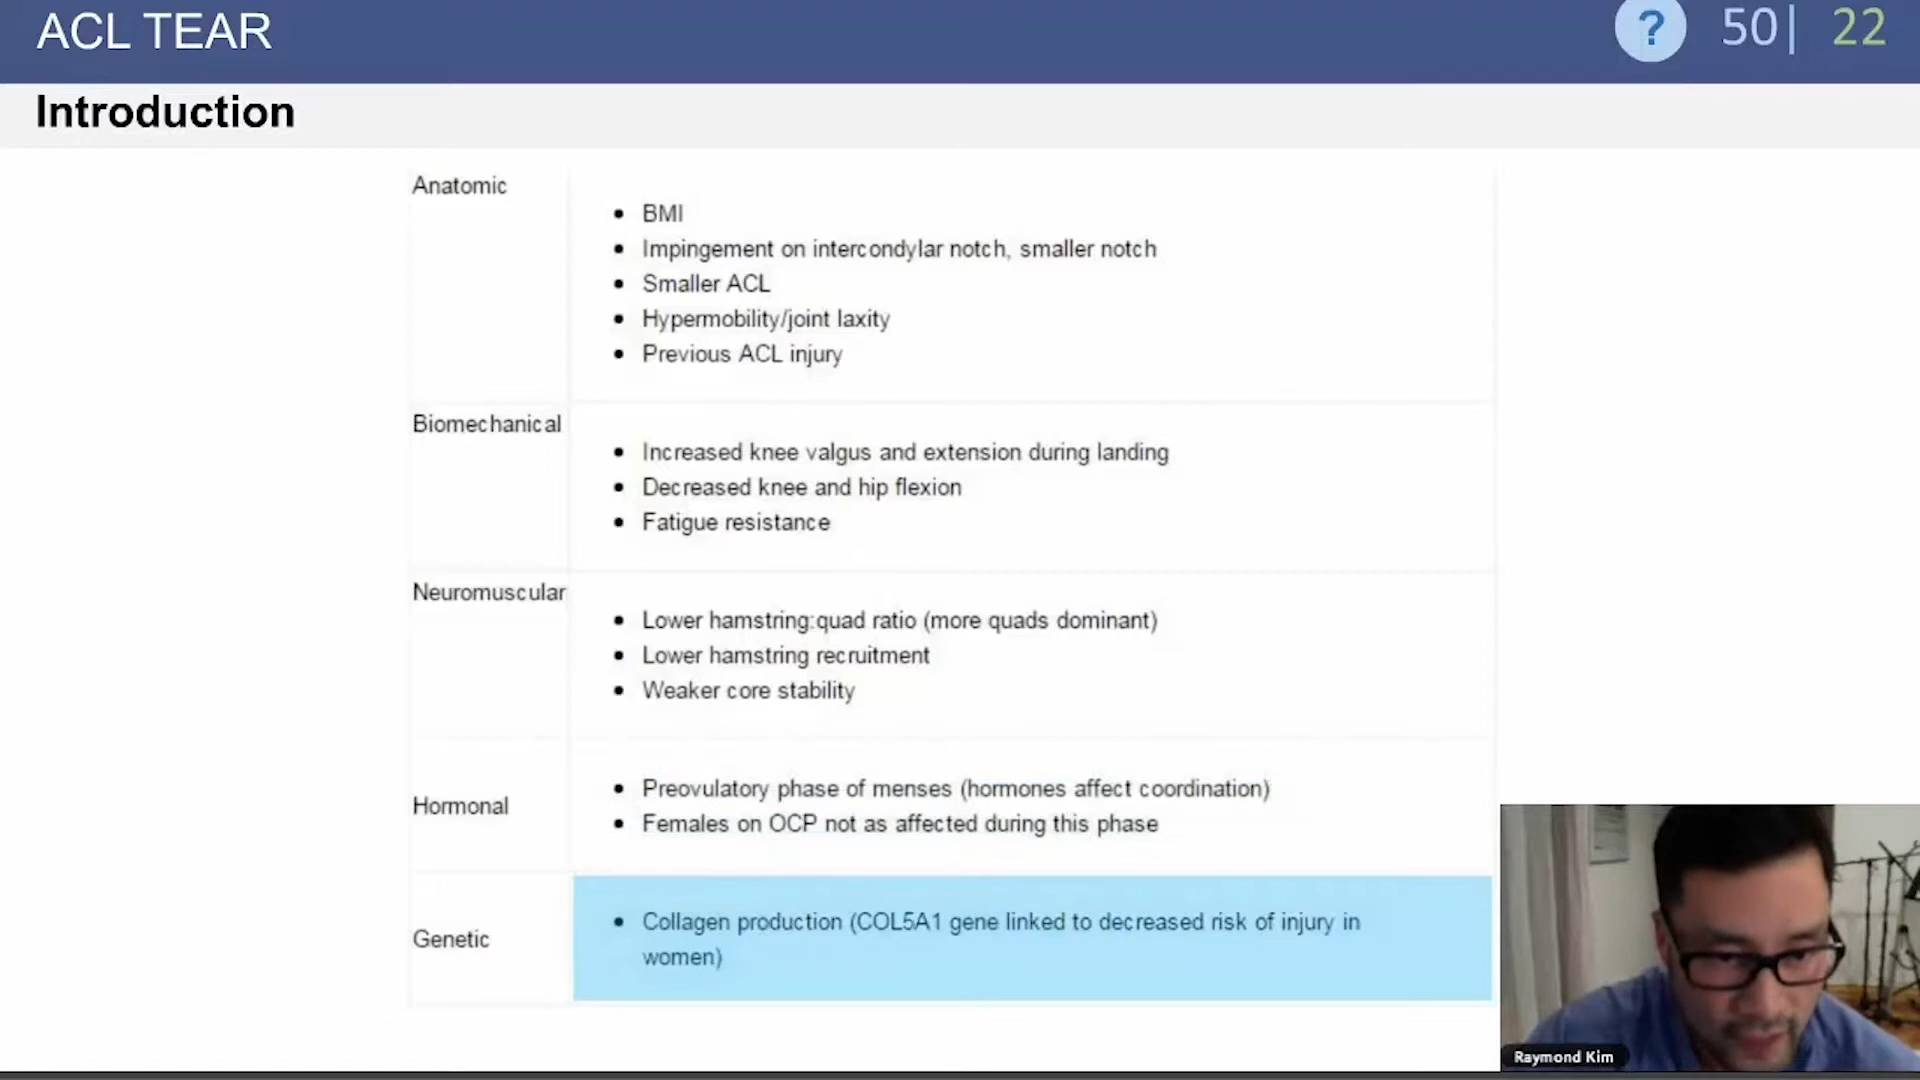 ACL TEAR
? 50| 22
Introduction
Anatomic
• BMI
• Impingement on intercondylar notch, smaller notch
• Smaller ACL
• Hypermobility/joint laxity
• Previous ACL injury
Biomechanical
• Increased knee valgus and extension during landing
• Decreased knee and hip flexion
• Fatigue resistance
Neuromuscular
• Lower hamstring:quad ratio (more quads dominant)
• Lower hamstring recruitment
• Weaker core stability
Hormonal
• Preovulatory phase of menses (hormones affect coordination)
• Females on OCP not as affected during this phase
Genetic
• Collagen production (COL5A1 gene linked to decreased risk of injury in
women)
Raymond Kim